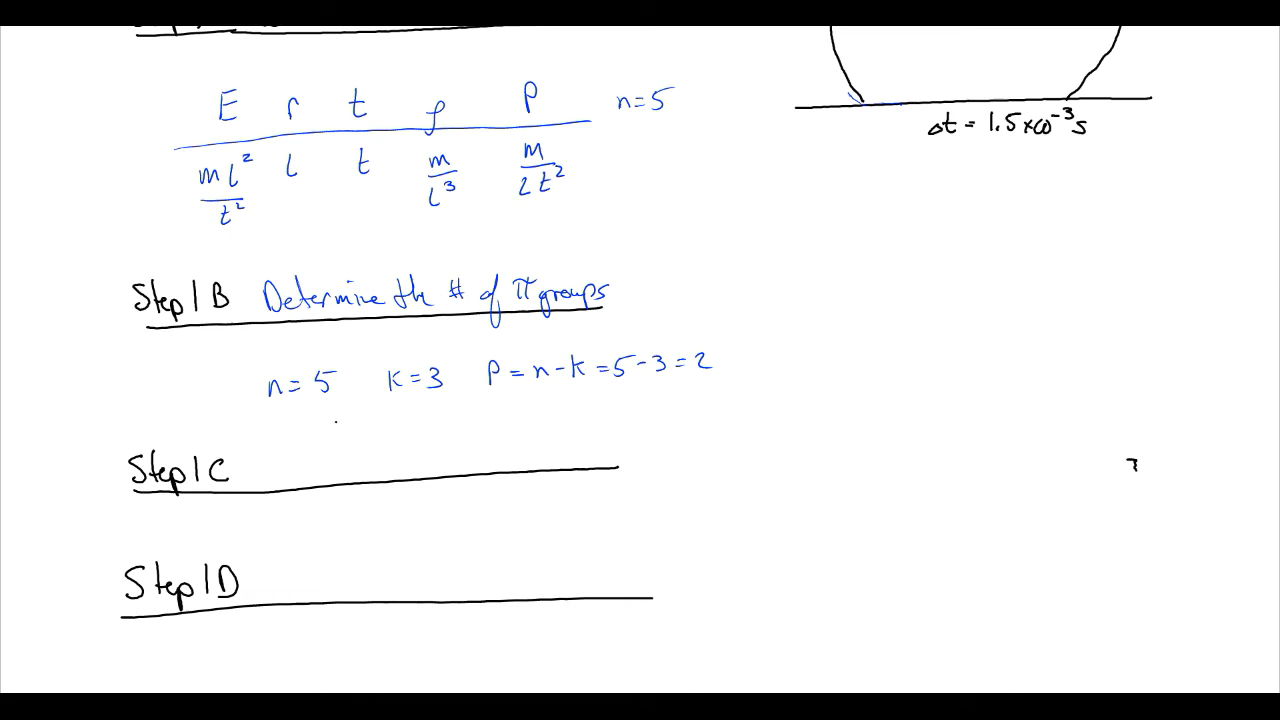 E r t ρ P n=5
ml²/t² l t m/l³ m/lt²
Δt = 1.5×10⁻³s
Step 1B Determine the # of π groups
n=5 K=3 P=n-K=5-3=2
Step 1C
Step 1D